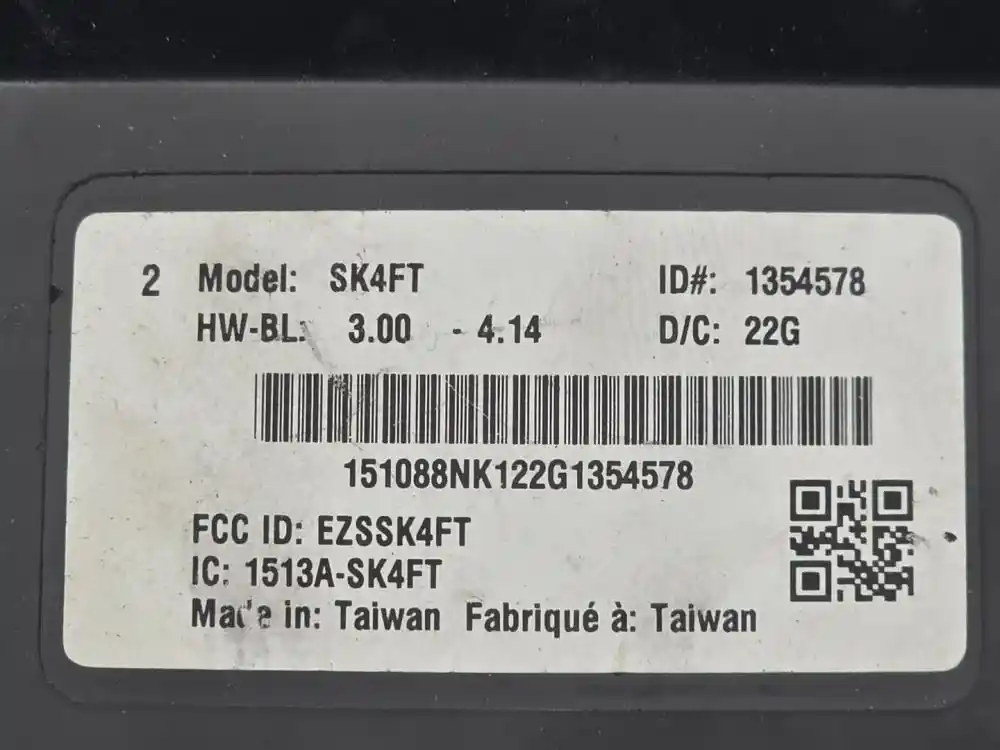 2 Model: SK4FT ID#: 1354578
HW-BL: 3.00 - 4.14 D/C: 22G
151088NK122G1354578
FCC ID: EZSSK4FT
IC: 1513A-SK4FT
Made in: Taiwan Fabriqué à: Taiwan